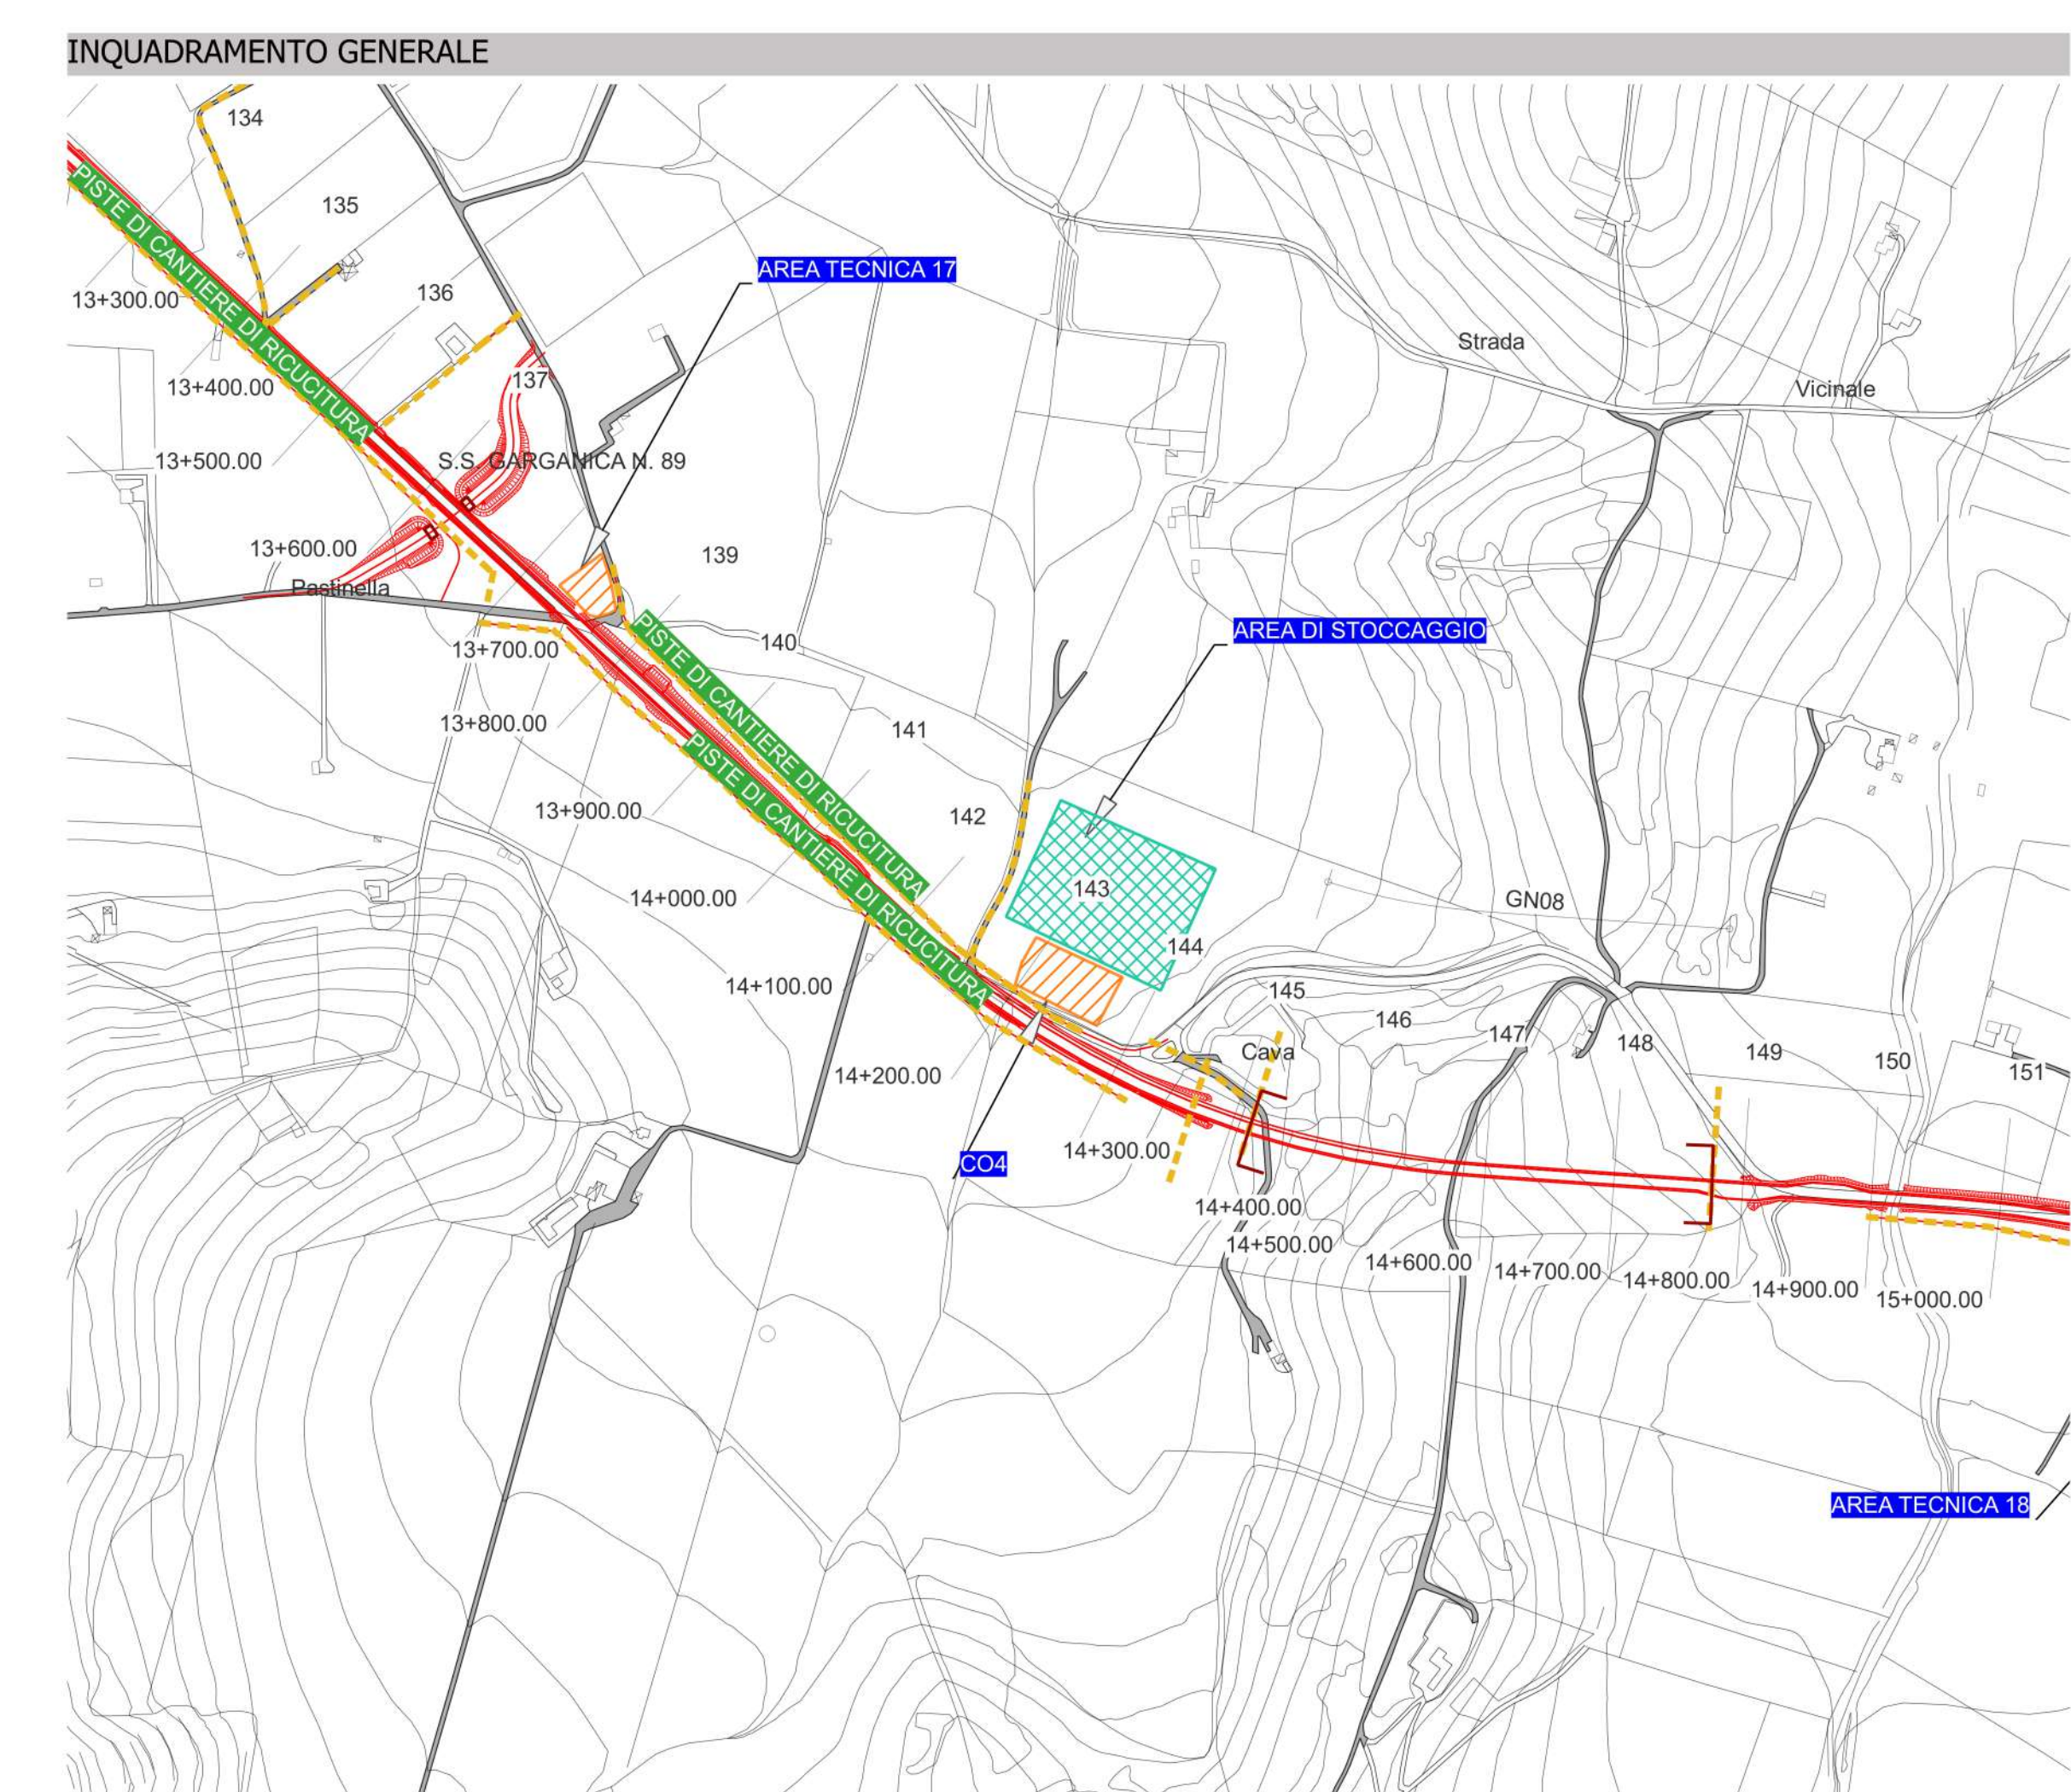 INQUADRAMENTO GENERALE
134
135
PISTE DI CANTIERE DI RICUCITURA
AREA TECNICA 17
136
13+300.00
Strada
137
13+400.00
Vicinale
13+500.00
S.S. GARGANICA N. 89
13+600.00
139
Pastinella
AREA DI STOCCAGGIO
140
13+700.00
PISTE DI CANTIERE DI RICUCITURA
13+800.00
141
PISTE DI CANTIERE DI RICUCITURA
13+900.00
142
143
14+000.00
GN08
144
14+100.00
145
146
147
148
Cava
149
150
14+200.00
151
14+300.00
CO4
14+400.00
14+500.00
14+600.00
14+700.00
14+800.00
14+900.00
15+000.00
AREA TECNICA 18